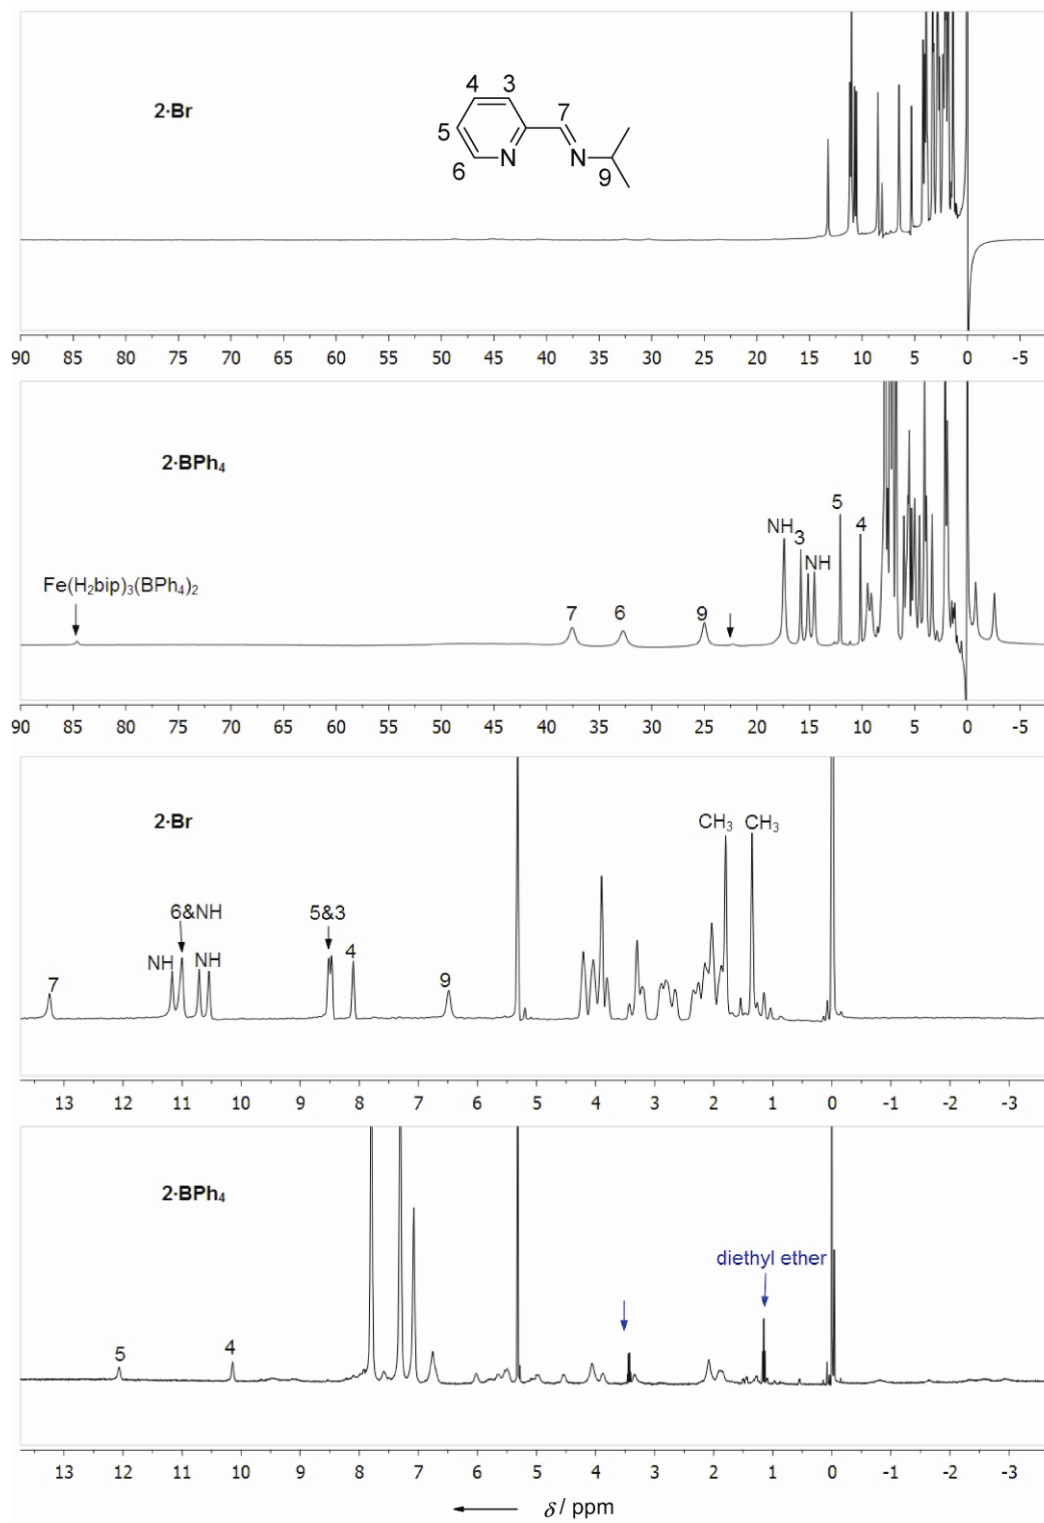 2·Br
4 3
7
5
6 N N 9
90 85 80 75 70 65 60 55 50 45 40 35 30 25 20 15 10 5 0 -5
2·BPh₄
5
NH 3 4
NH
Fe(H₂bip)₃(BPh₄)₂
7 6 9
90 85 80 75 70 65 60 55 50 45 40 35 30 25 20 15 10 5 0 -5
2·Br
CH₃ CH₃
6&NH 5&3
NH NH 4
7 9
13 12 11 10 9 8 7 6 5 4 3 2 1 0 -1 -2 -3
2·BPh₄
diethyl ether
5 4
13 12 11 10 9 8 7 6 5 4 3 2 1 0 -1 -2 -3
δ / ppm